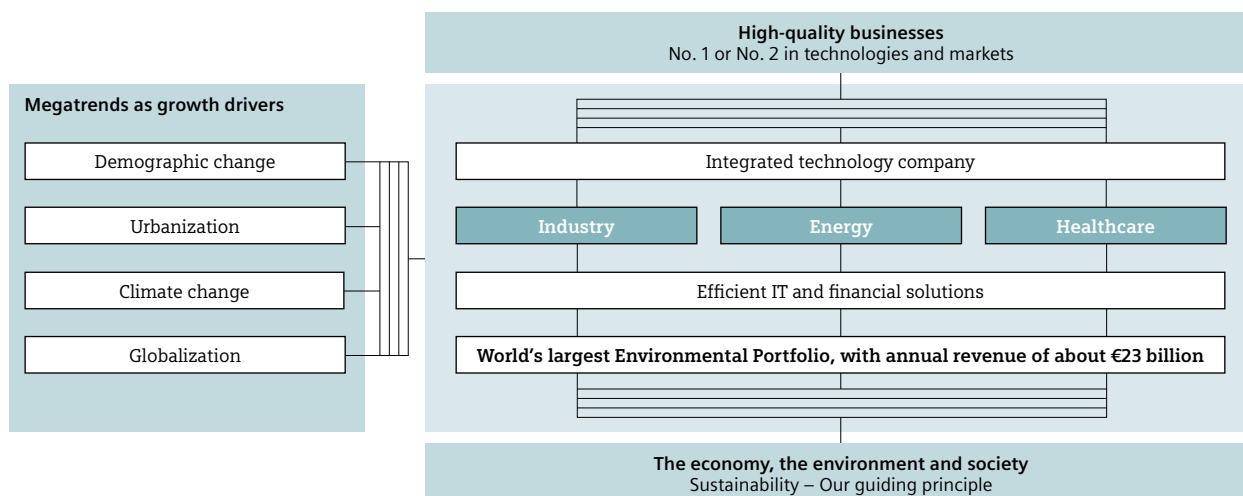 High-quality businesses
No. 1 or No. 2 in technologies and markets
Megatrends as growth drivers
Demographic change
Urbanization
Climate change
Globalization
Integrated technology company
Industry
Energy
Healthcare
Efficient IT and financial solutions
World’s largest Environmental Portfolio, with annual revenue of about €23 billion
The economy, the environment and society
Sustainability – Our guiding principle